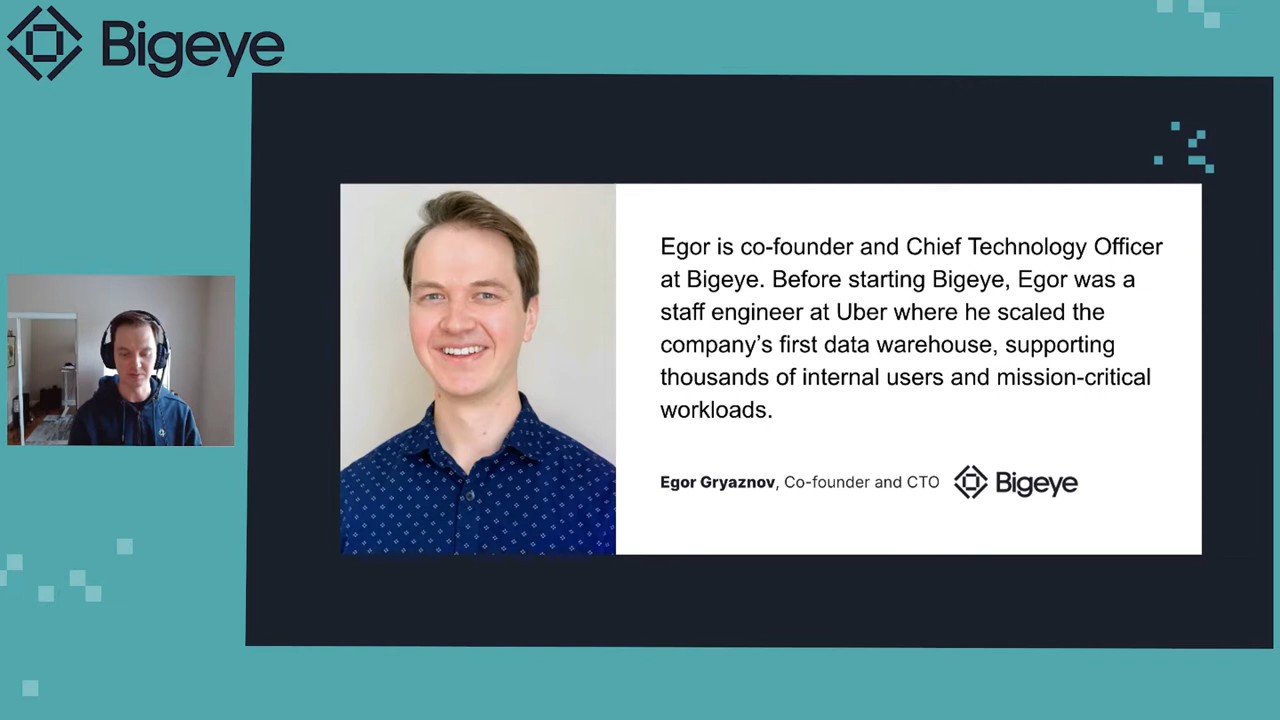 Bigeye
Egor is co-founder and Chief Technology Officer
at Bigeye. Before starting Bigeye, Egor was a
staff engineer at Uber where he scaled the
company’s first data warehouse, supporting
thousands of internal users and mission-critical
workloads.
Egor Gryaznov, Co-founder and CTO Bigeye